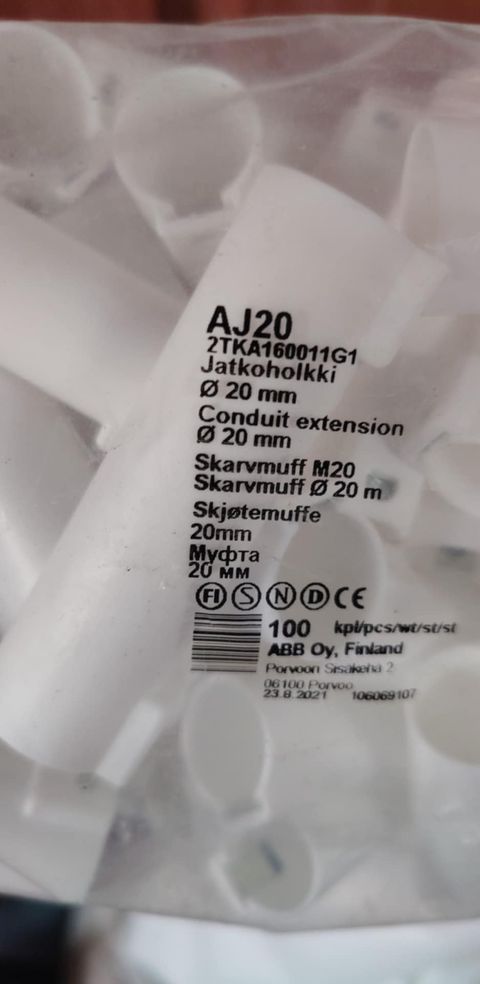 AJ20
2TKA160011G1
Jatkoholkki
Ø 20 mm
Conduit extension
Ø 20 mm
Skarvmuff M20
Skarvmuff Ø 20 m
Skjøtemuffe
20mm
Муфта
20 мм
FI S N D CE
100 kpl/pcs/wt/st/st
ABB Oy, Finland
Porvoon Sisäkehä 2
06100 Porvoo
23.8.2021 106069107